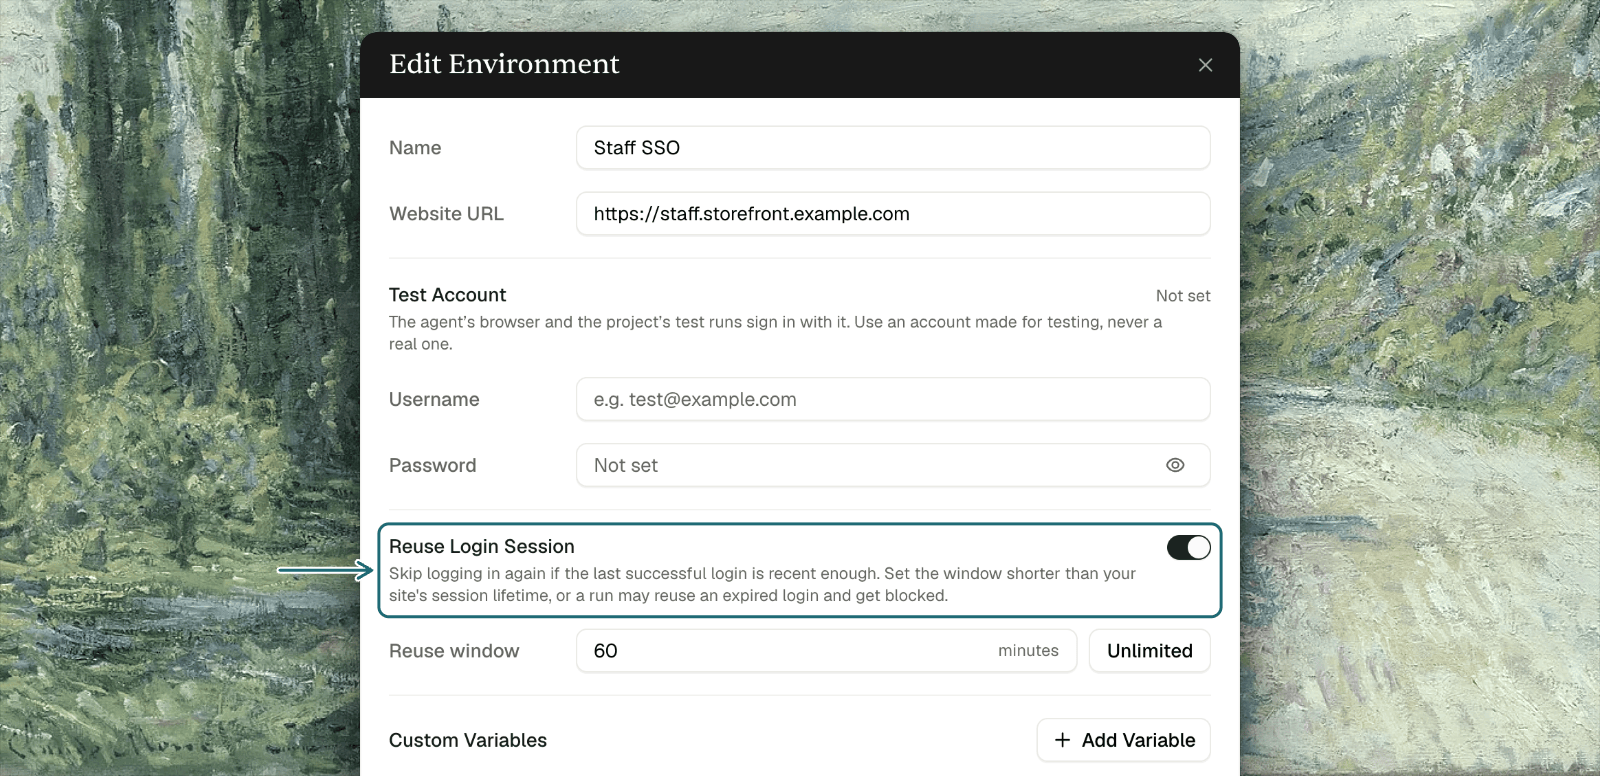 Edit Environment
Name
Staff SSO
Website URL
https://staff.storefront.example.com
Test Account
Not set
The agent’s browser and the project’s test runs sign in with it. Use an account made for testing, never a
real one.
Username
e.g. test@example.com
Password
Not set
Reuse Login Session
Skip logging in again if the last successful login is recent enough. Set the window shorter than your
site's session lifetime, or a run may reuse an expired login and get blocked.
Reuse window
60
minutes
Unlimited
Custom Variables
+ Add Variable